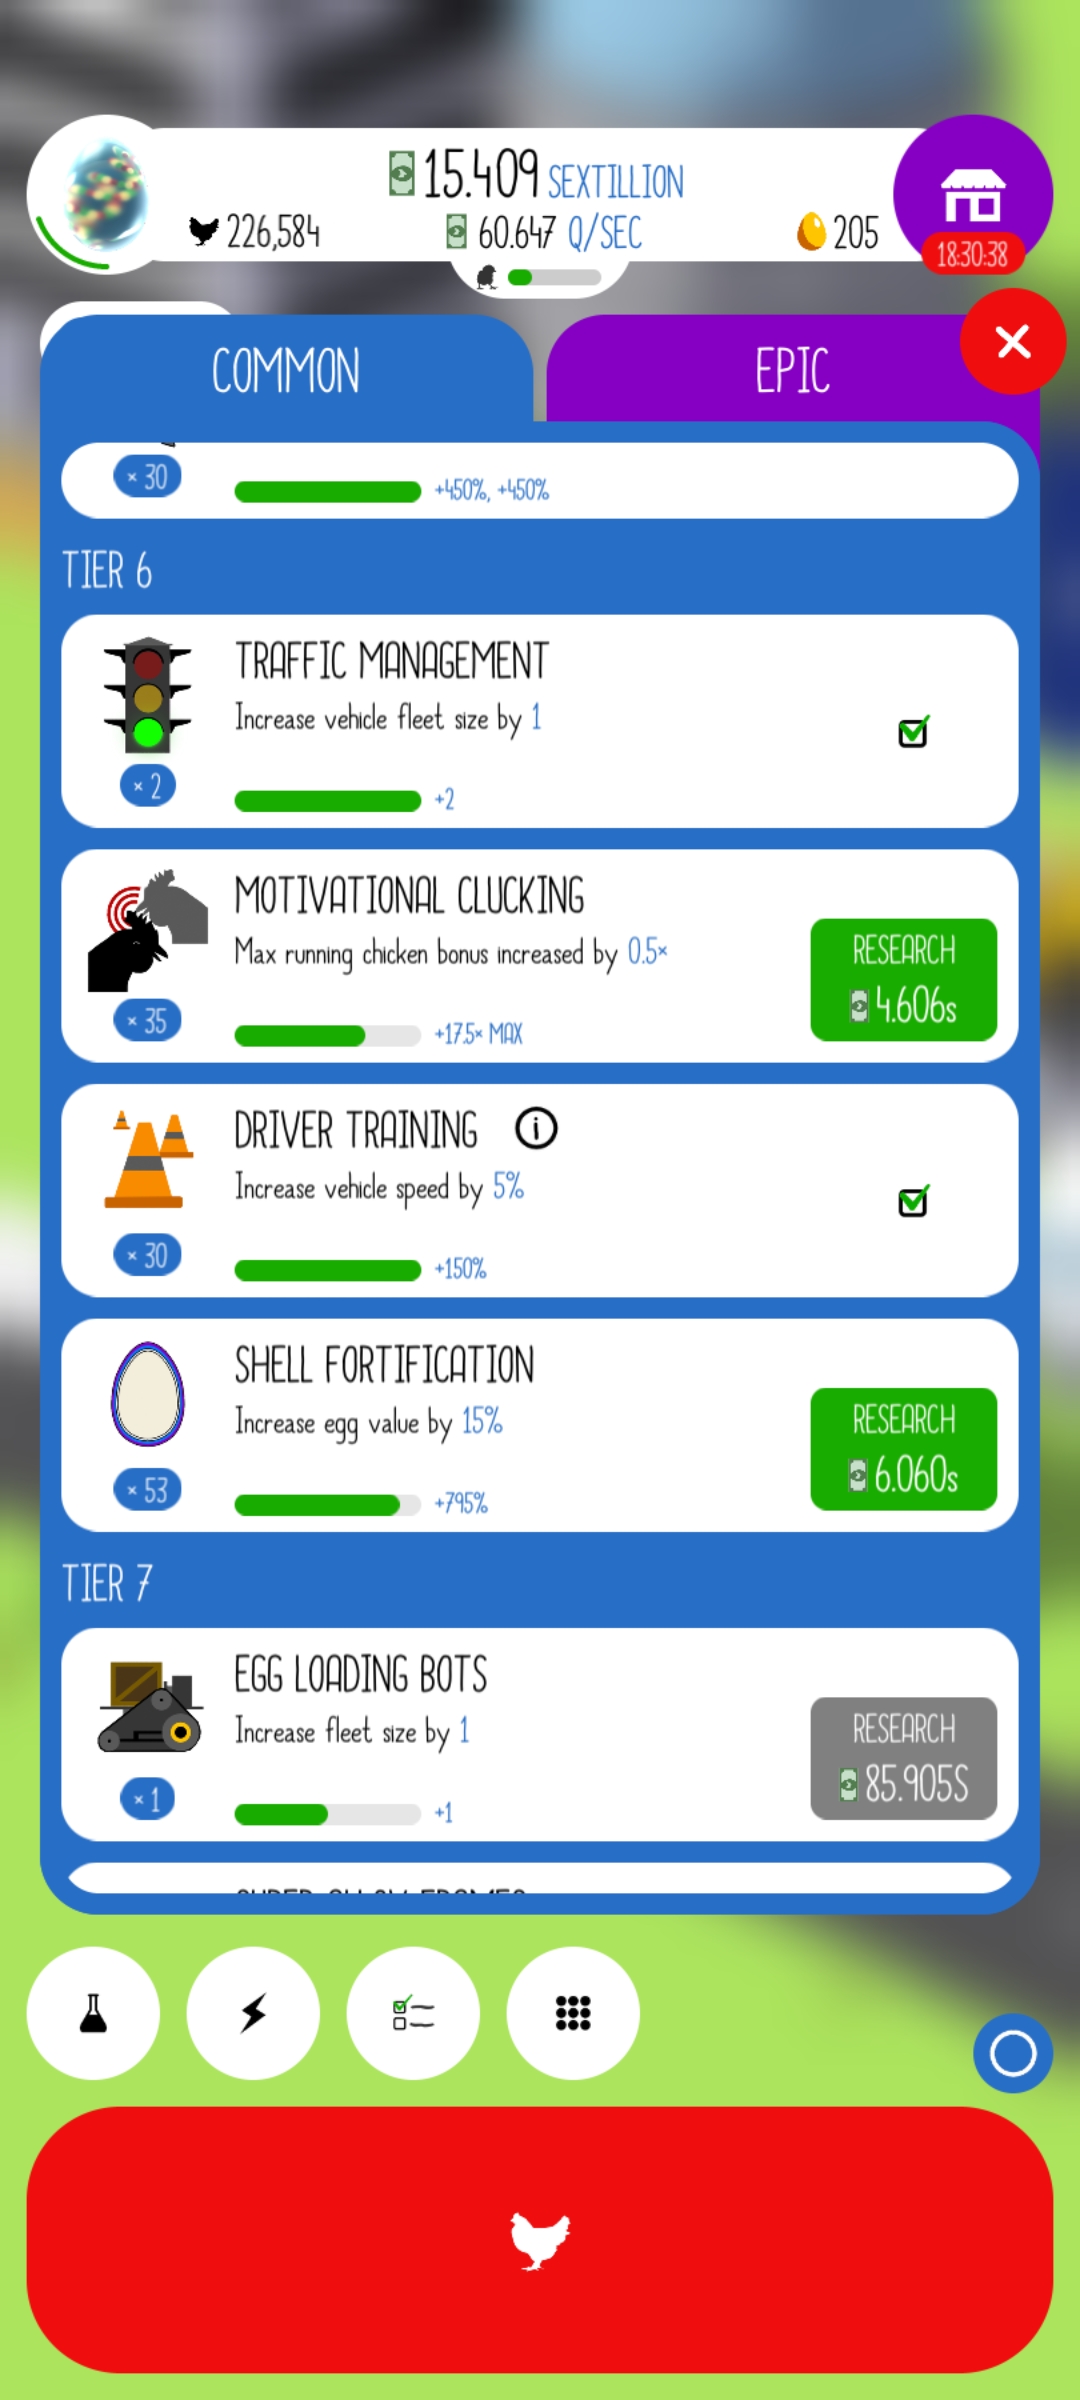 15.409 SEXTILLION
226,584
60.647 Q/SEC
205
18:30:38
COMMON
EPIC
× 30
+450%, +450%
TIER 6
TRAFFIC MANAGEMENT
Increase vehicle fleet size by 1
× 2
+2
MOTIVATIONAL CLUCKING
Max running chicken bonus increased by 0.5×
RESEARCH
4.606s
× 35
+17.5× MAX
DRIVER TRAINING
Increase vehicle speed by 5%
× 30
+150%
SHELL FORTIFICATION
Increase egg value by 15%
RESEARCH
6.060s
× 53
+795%
TIER 7
EGG LOADING BOTS
Increase fleet size by 1
RESEARCH
85.905S
× 1
+1